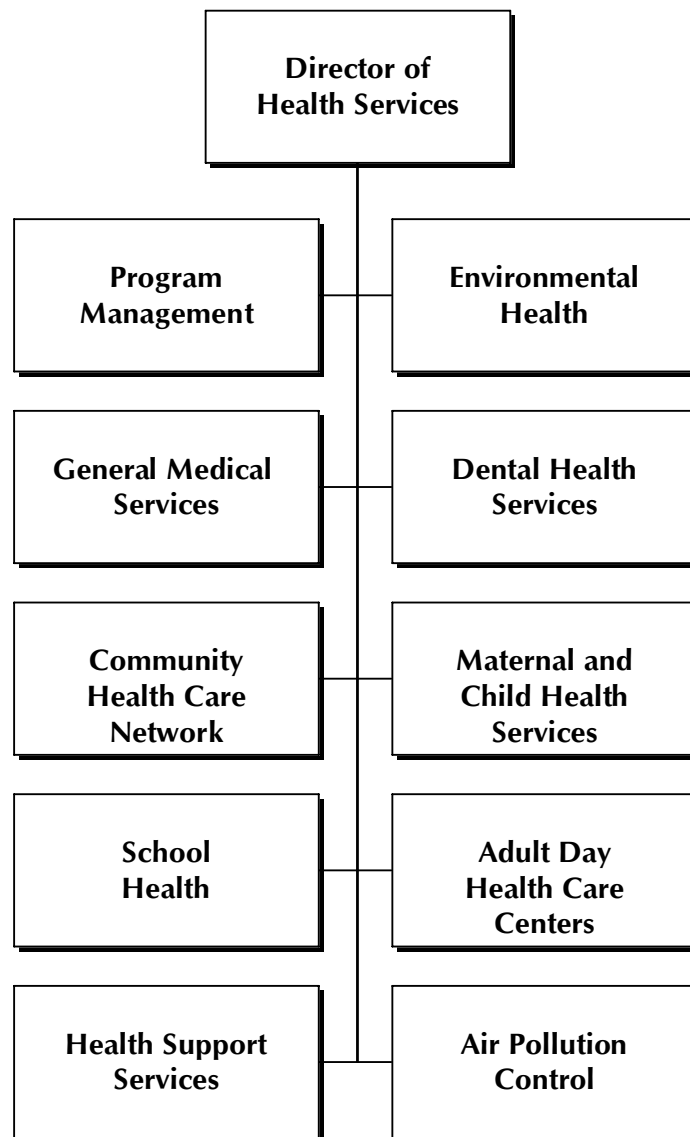 Director of
Health Services
Program
Management
Environmental
Health
General Medical
Services
Dental Health
Services
Community
Health Care
Network
Maternal and
Child Health
Services
School
Health
Adult Day
Health Care
Centers
Health Support
Services
Air Pollution
Control